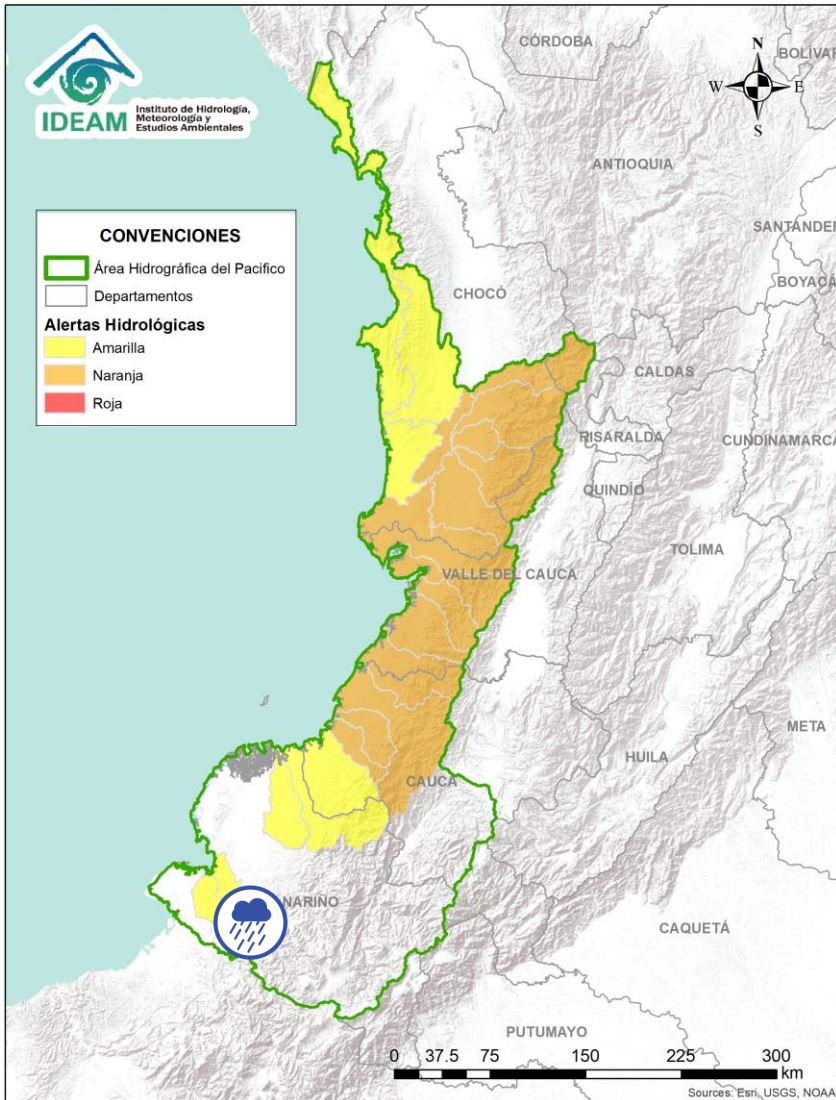 IDEAM
Instituto de Hidrología,
Meteorología y
Estudios Ambientales
CÓRDOBA
BOLÍVAR
N
W
E
S
ANTIOQUIA
SANTANDER
BOYACÁ
CONVENCIONES
Área Hidrográfica del Pacifico
Departamentos
Alertas Hidrológicas
Amarilla
Naranja
Roja
CHOCÓ
CALDAS
RISARALDA
CUNDINAMARCA
QUINDÍO
TOLIMA
VALLE DEL CAUCA
META
HUILA
CAUCA
NARIÑO
CAQUETÁ
PUTUMAYO
0 37.5 75 150 225 300
km
Sources: Esri, USGS, NOAA